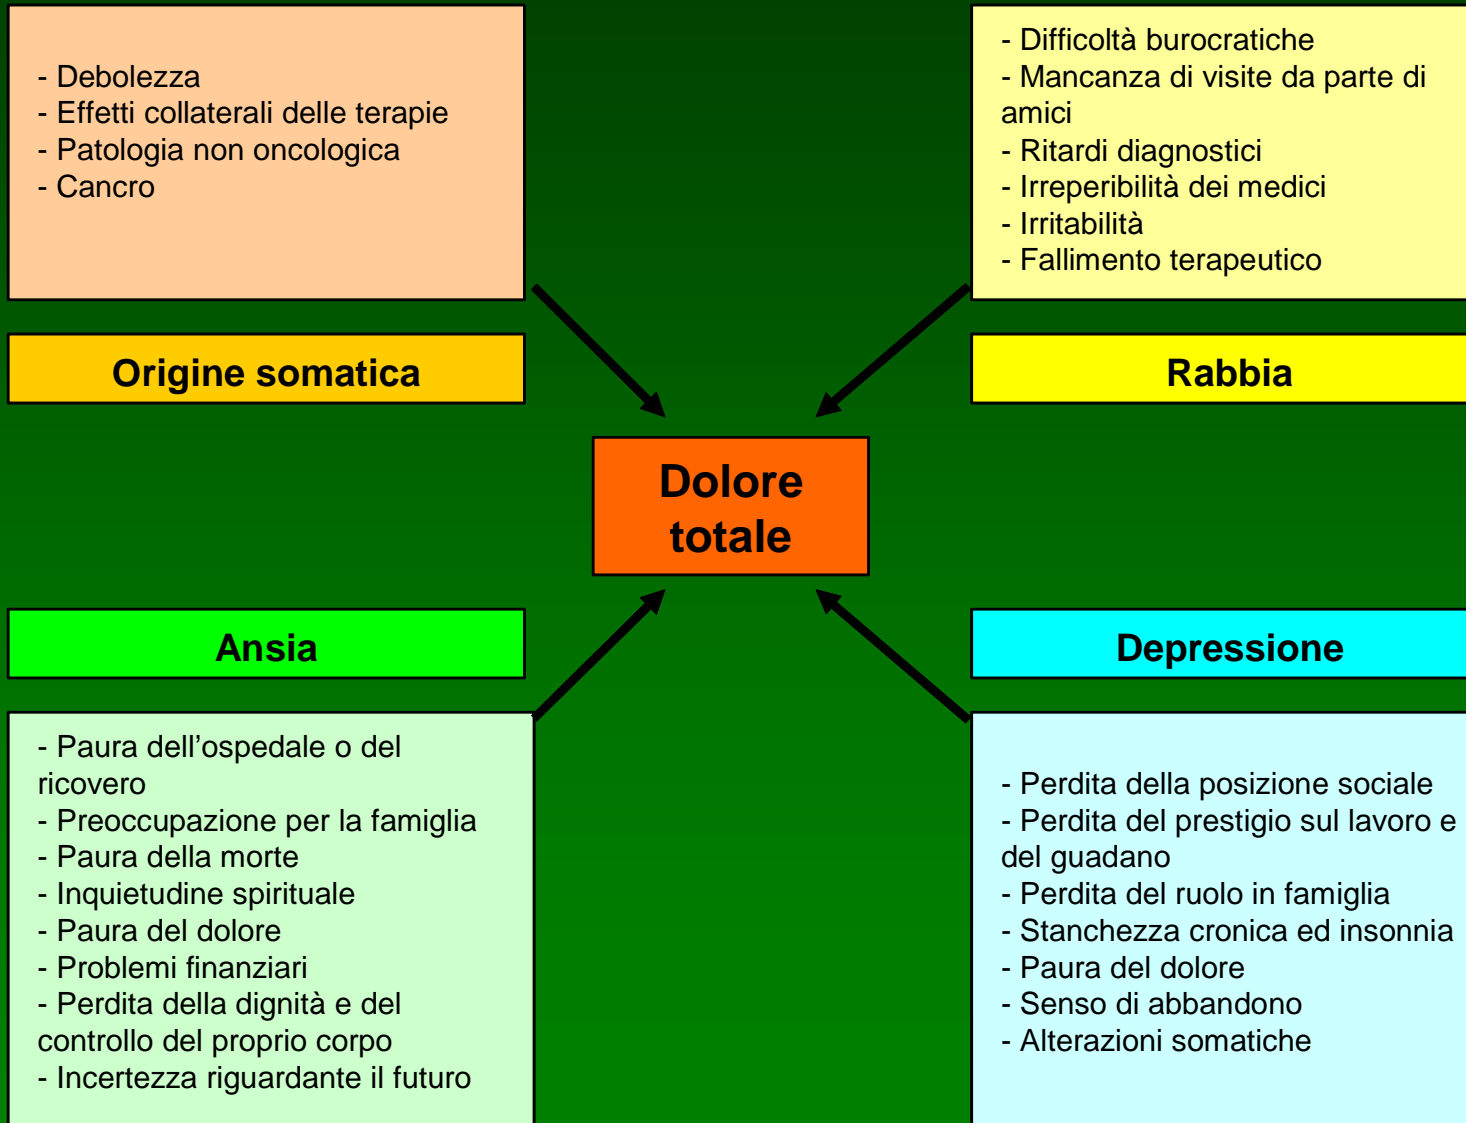 - Debolezza
- Effetti collaterali delle terapie
- Patologia non oncologica
- Cancro
Origine somatica
- Difficoltà burocratiche
- Mancanza di visite da parte di
amici
- Ritardi diagnostici
- Irreperibilità dei medici
- Irritabilità
- Fallimento terapeutico
Rabbia
Dolore
totale
Ansia
- Paura dell’ospedale o del
ricovero
- Preoccupazione per la famiglia
- Paura della morte
- Inquietudine spirituale
- Paura del dolore
- Problemi finanziari
- Perdita della dignità e del
controllo del proprio corpo
- Incertezza riguardante il futuro
Depressione
- Perdita della posizione sociale
- Perdita del prestigio sul lavoro e
del guadano
- Perdita del ruolo in famiglia
- Stanchezza cronica ed insonnia
- Paura del dolore
- Senso di abbandono
- Alterazioni somatiche